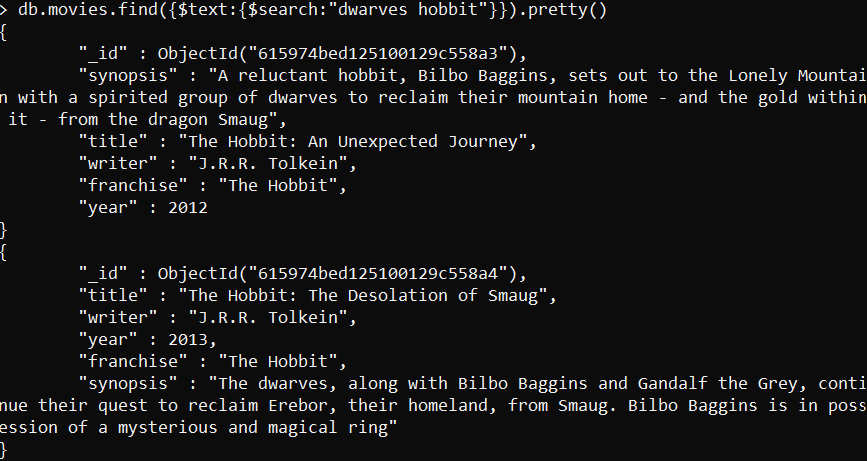 > db.movies.find({$text:{$search:"dwarves hobbit"}}).pretty()
{
        "_id" : ObjectId("615974bed125100129c558a3"),
        "synopsis" : "A reluctant hobbit, Bilbo Baggins, sets out to the Lonely Mountai
n with a spirited group of dwarves to reclaim their mountain home - and the gold within
 it - from the dragon Smaug",
        "title" : "The Hobbit: An Unexpected Journey",
        "writer" : "J.R.R. Tolkein",
        "franchise" : "The Hobbit",
        "year" : 2012
}
{
        "_id" : ObjectId("615974bed125100129c558a4"),
        "title" : "The Hobbit: The Desolation of Smaug",
        "writer" : "J.R.R. Tolkein",
        "year" : 2013,
        "franchise" : "The Hobbit",
        "synopsis" : "The dwarves, along with Bilbo Baggins and Gandalf the Grey, conti
nue their quest to reclaim Erebor, their homeland, from Smaug. Bilbo Baggins is in poss
ession of a mysterious and magical ring"
}